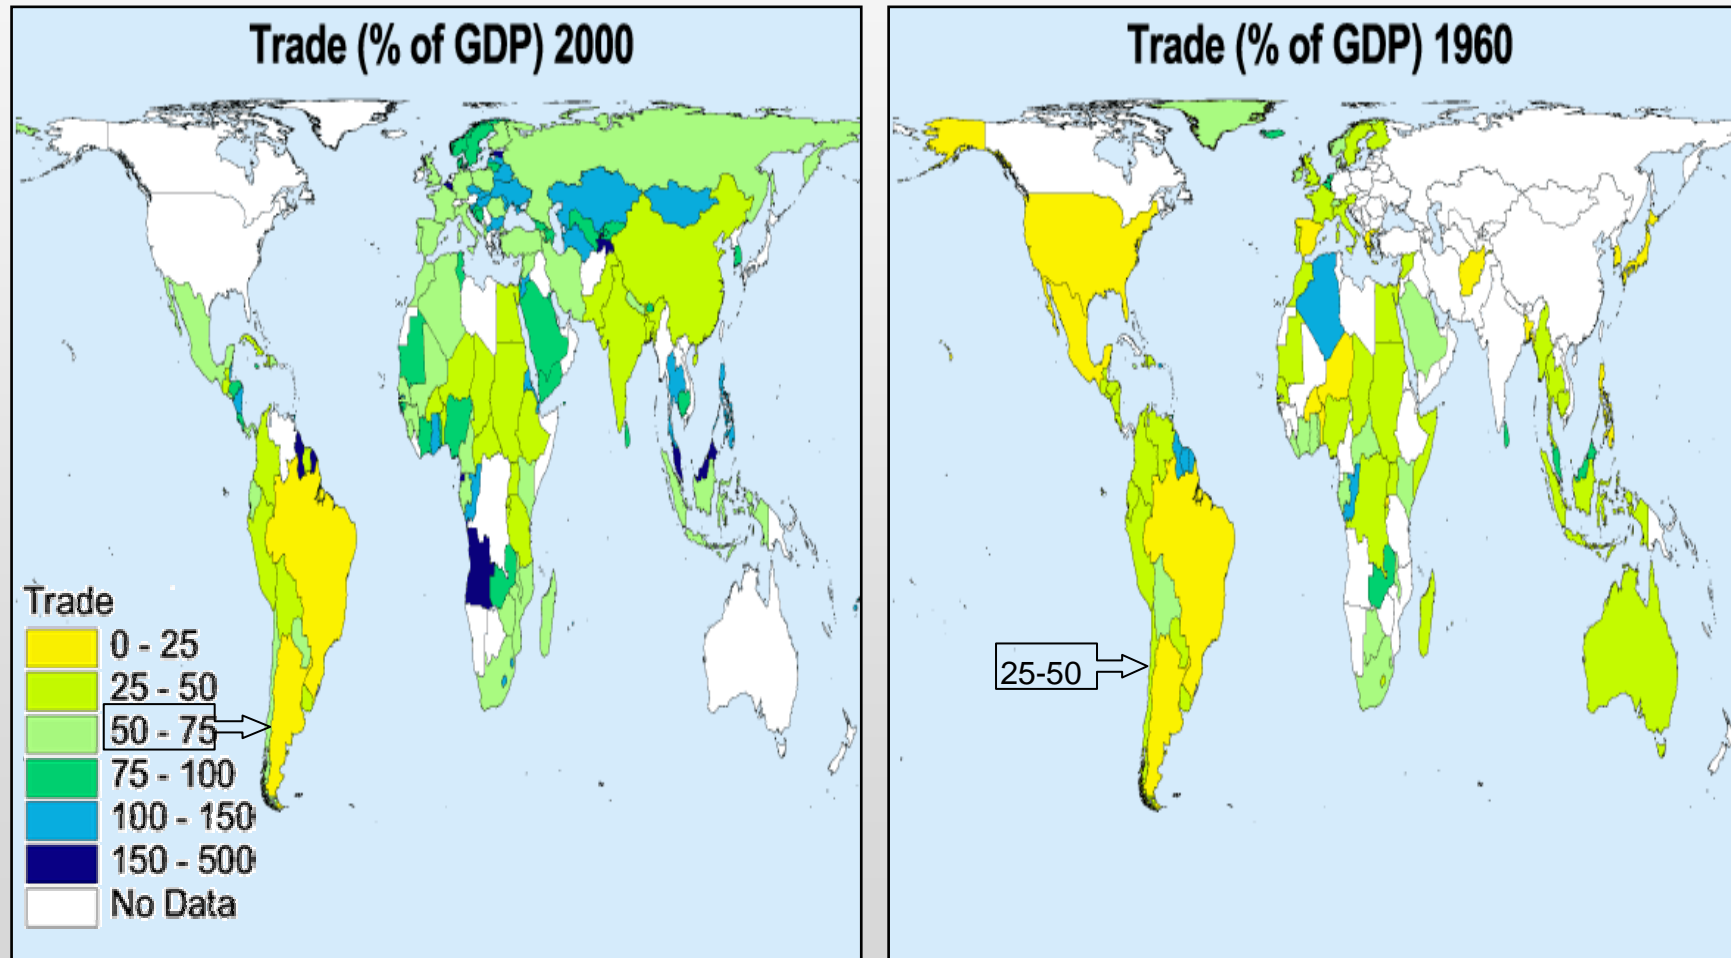 Trade (% of GDP) 2000
Trade
0 - 25
25 - 50
50 - 75
75 - 100
100 - 150
150 - 500
No Data
Trade (% of GDP) 1960
25-50